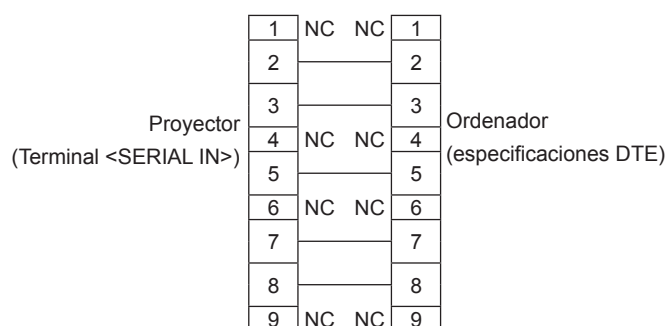 1 NC NC 1
2 2
3 3
Proyector
(Terminal <SERIAL IN>)
4 NC NC 4
Ordenador
(especificaciones DTE)
5 5
6 NC NC 6
7 7
8 8
9 NC NC 9